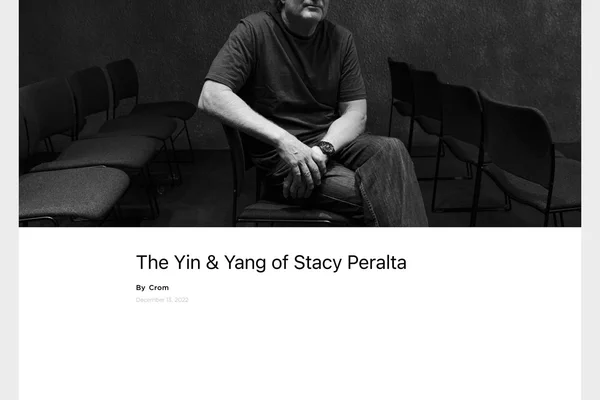 The Yin & Yang of Stacy Peralta
By Crom
December 13, 2022